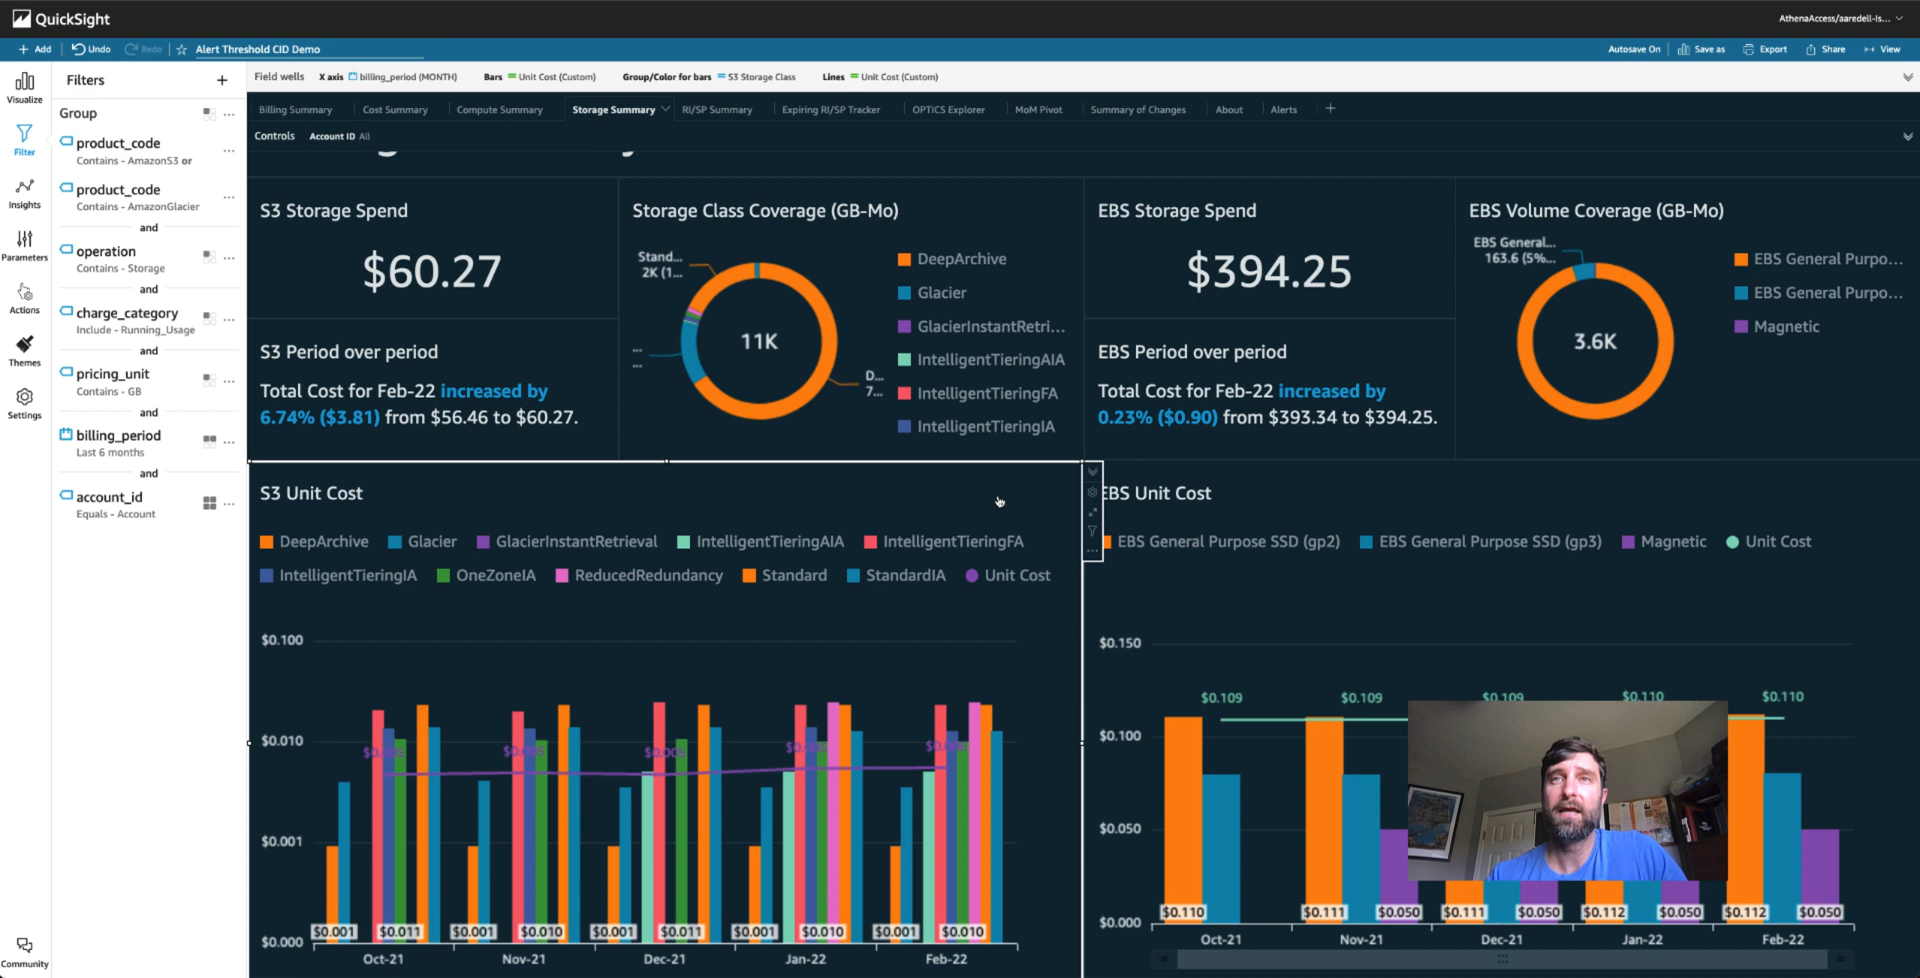 QuickSight
AthenaAccess/aaredell-Is...
Add
Undo
Redo
Alert Threshold CID Demo
Autosave On
Save as
Export
Share
View
Visualize
Filter
Insights
Parameters
Actions
Themes
Settings
Community
Filters
Group
product_code
Contains - AmazonS3 or
product_code
Contains - AmazonGlacier
and
operation
Contains - Storage
and
charge_category
Include - Running_Usage
and
pricing_unit
Contains - GB
and
billing_period
Last 6 months
and
account_id
Equals - Account
Field wells X axis billing_period (MONTH) Bars Unit Cost (Custom) Group/Color for bars S3 Storage Class Lines Unit Cost (Custom)
Billing Summary Cost Summary Compute Summary Storage Summary RI/SP Summary Expiring RI/SP Tracker OPTICS Explorer MoM Pivot Summary of Changes About Alerts
Controls Account ID All
S3 Storage Spend
$60.27
S3 Period over period
Total Cost for Feb-22 increased by
6.74% ($3.81) from $56.46 to $60.27.
Storage Class Coverage (GB-Mo)
Stand...
2K (1...
...
...
11K
D...
7...
DeepArchive
Glacier
GlacierInstantRetri...
IntelligentTieringAIA
IntelligentTieringFA
IntelligentTieringIA
EBS Storage Spend
$394.25
EBS Period over period
Total Cost for Feb-22 increased by
0.23% ($0.90) from $393.34 to $394.25.
EBS Volume Coverage (GB-Mo)
EBS General...
163.6 (5%...
3.6K
EBS General Purpo...
EBS General Purpo...
Magnetic
S3 Unit Cost
DeepArchive Glacier GlacierInstantRetrieval IntelligentTieringAIA IntelligentTieringFA
IntelligentTieringIA OneZoneIA ReducedRedundancy Standard StandardIA Unit Cost
$0.100
$0.010
$0.001
$0.000
$0.001 $0.011 $0.001 $0.010 $0.001 $0.011 $0.001 $0.010 $0.001 $0.010
Oct-21 Nov-21 Dec-21 Jan-22 Feb-22
EBS Unit Cost
EBS General Purpose SSD (gp2) EBS General Purpose SSD (gp3) Magnetic Unit Cost
$0.150
$0.109 $0.109 $0.109 $0.110 $0.110
$0.100
$0.050
$0.000
$0.110 $0.111 $0.050 $0.111 $0.050 $0.112 $0.050 $0.112 $0.050
Oct-21 Nov-21 Dec-21 Jan-22 Feb-22